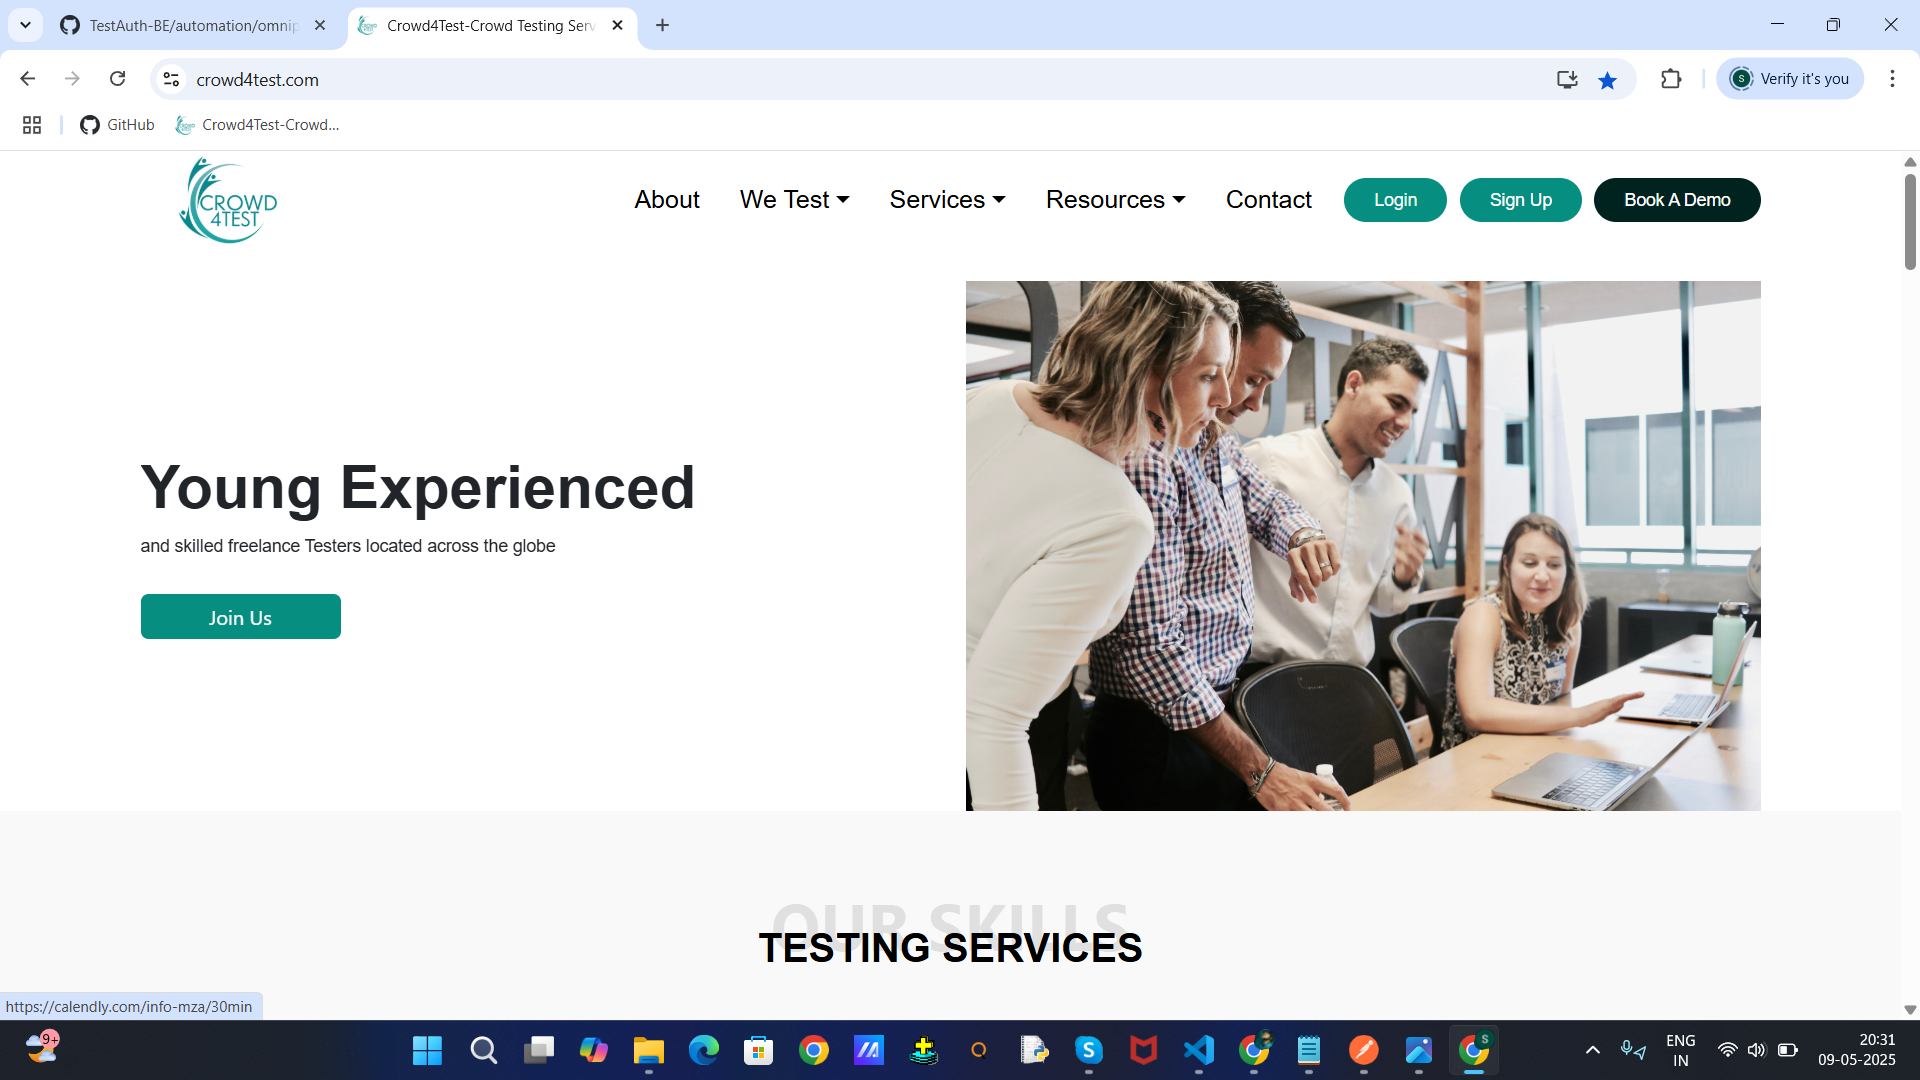 TestAuth-BE/automation/omnip
Crowd4Test-Crowd Testing Serv
crowd4test.com
Verify it's you
GitHub
Crowd4Test-Crowd...
CROWD
4TEST
About
We Test
Services
Resources
Contact
Login
Sign Up
Book A Demo
Young Experienced
and skilled freelance Testers located across the globe
Join Us
OUR SKILLS
TESTING SERVICES
https://calendly.com/info-mza/30min
9+
ENG
IN
20:31
09-05-2025